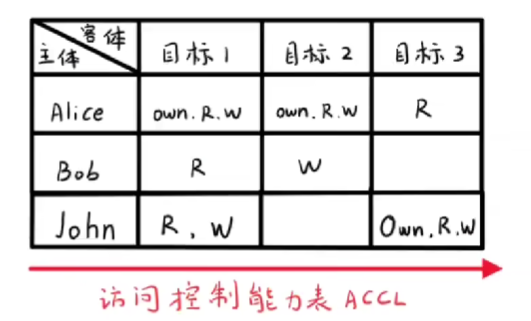 客体
主体 目标1 目标2 目标3
Alice own.R.W own.R.W R
Bob R W
John R、W Own.R.W
访问控制能力表 ACCL